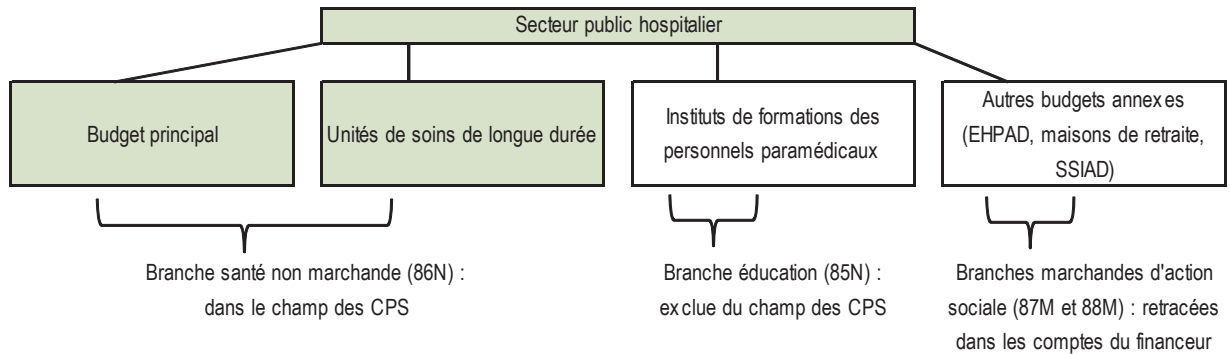 Secteur public hospitalier
Budget principal
Unités de soins de longue durée
Instituts de formations des
personnels paramédicaux
Autres budgets annexes
(EHPAD, maisons de retraite,
SSIAD)
Branche santé non marchande (86N) :
dans le champ des CPS
Branche éducation (85N) :
exclue du champ des CPS
Branches marchandes d'action
sociale (87M et 88M) : retracées
dans les comptes du financeur